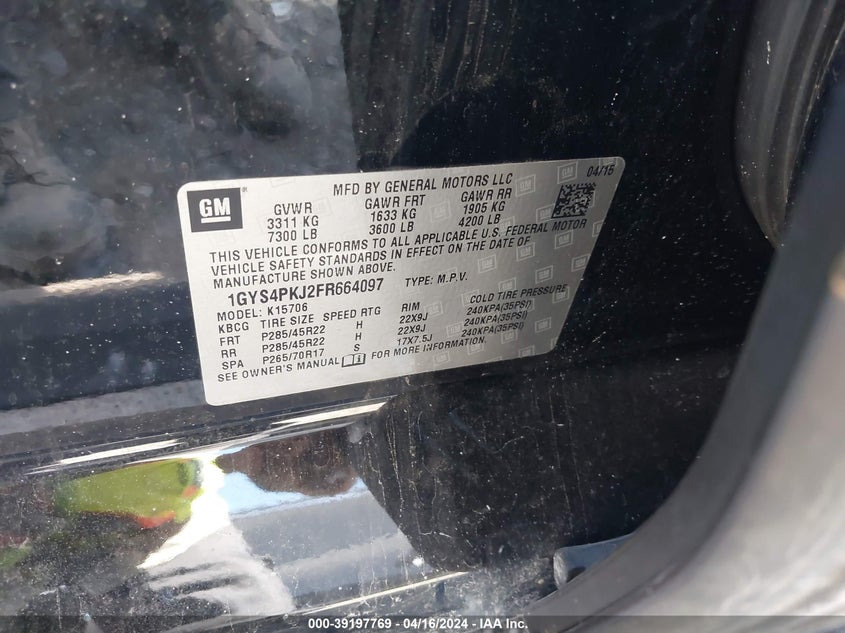 GM
MFD BY GENERAL MOTORS LLC
04/15
GVWR GAWR FRT GAWR RR
3311 KG 1633 KG 1905 KG
7300 LB 3600 LB 4200 LB
THIS VEHICLE CONFORMS TO ALL APPLICABLE U.S. FEDERAL MOTOR
VEHICLE SAFETY STANDARDS IN EFFECT ON THE DATE OF
MANUFACTURE SHOWN ABOVE.
1GYS4PKJ2FR664097 TYPE: M.P.V.
MODEL: K15706
KBCG TIRE SIZE SPEED RTG RIM COLD TIRE PRESSURE
FRT P285/45R22 H 22X9J 240KPA(35PSI)
RR P285/45R22 H 22X9J 240KPA(35PSI)
SPA P265/70R17 S 17X7.5J 240KPA(35PSI)
SEE OWNER'S MANUAL FOR MORE INFORMATION.
000-39197769 - 04/16/2024 - IAA Inc.